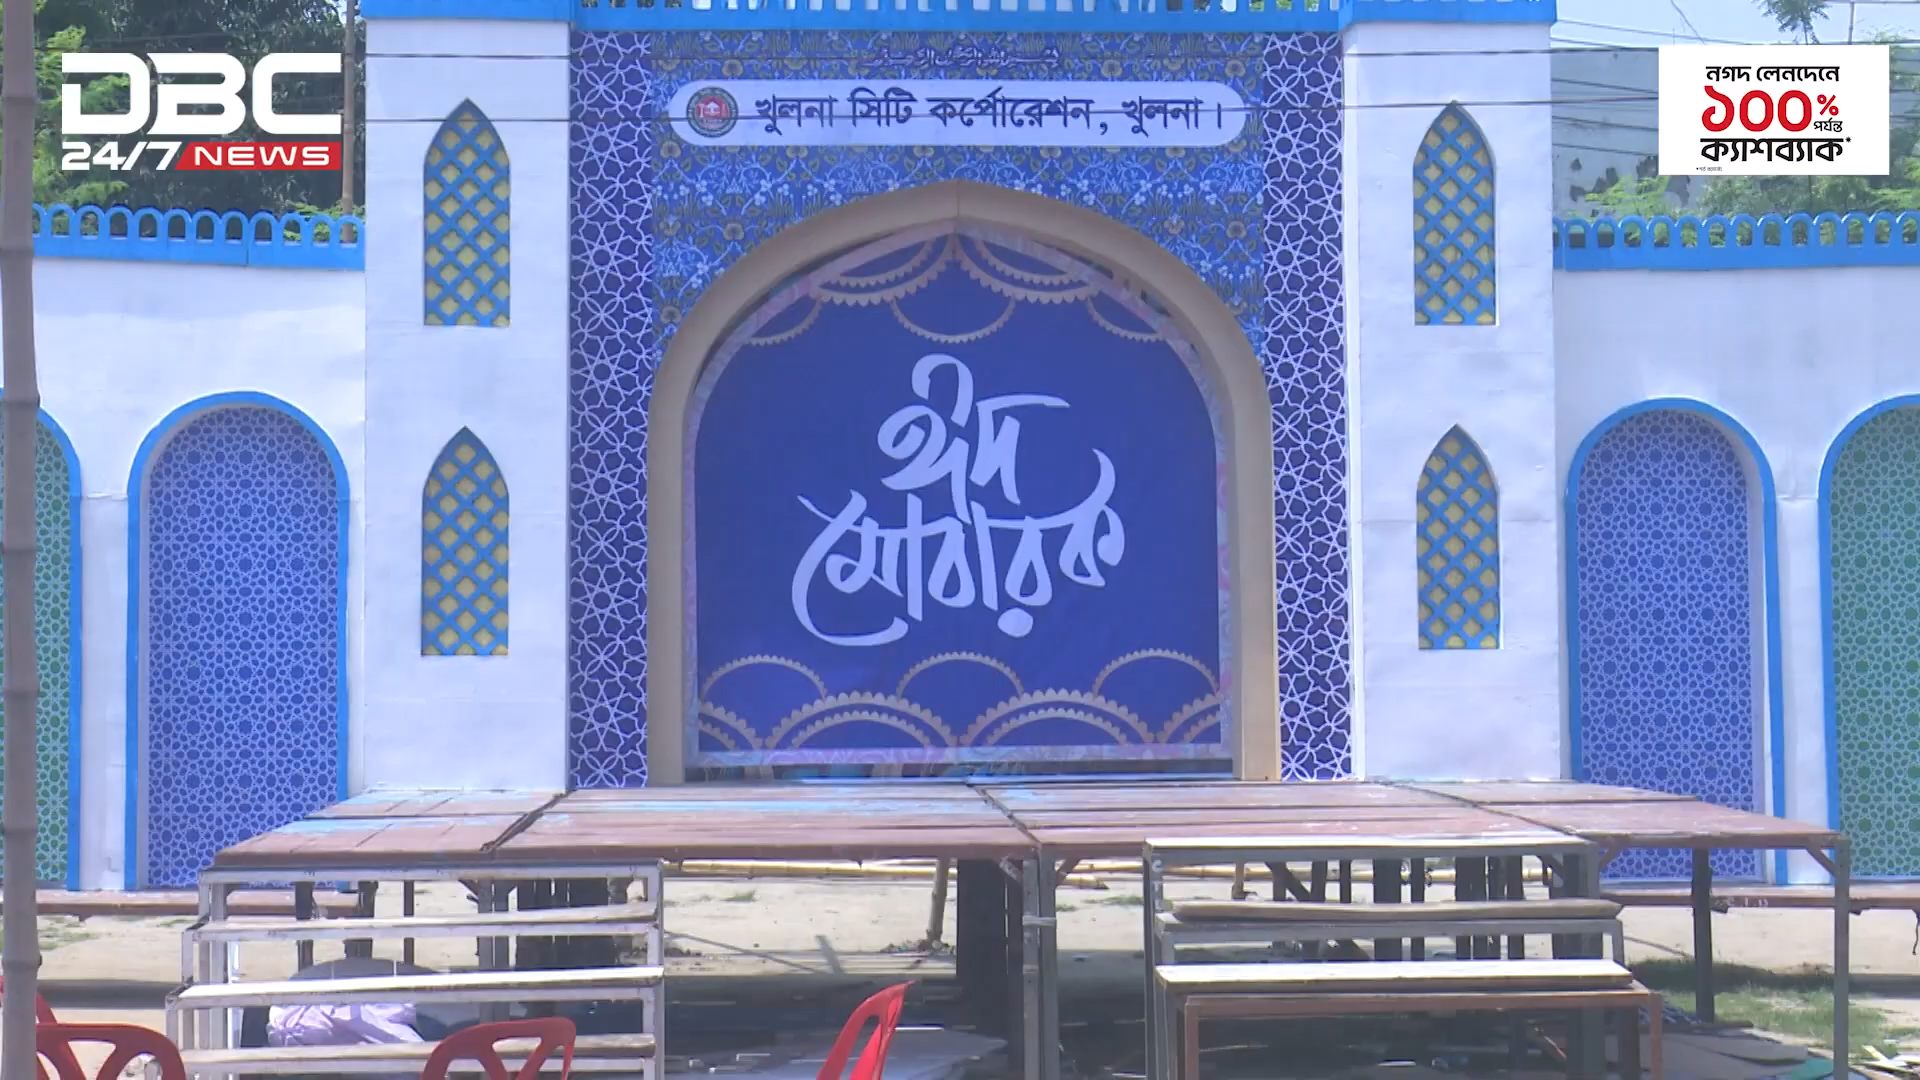 DBC
24/7 NEWS
নগদ লেনদেনে
১০০%
পর্যন্ত
ক্যাশব্যাক*
খুলনা সিটি কর্পোরেশন, খুলনা।
ঈদ
মোবারক